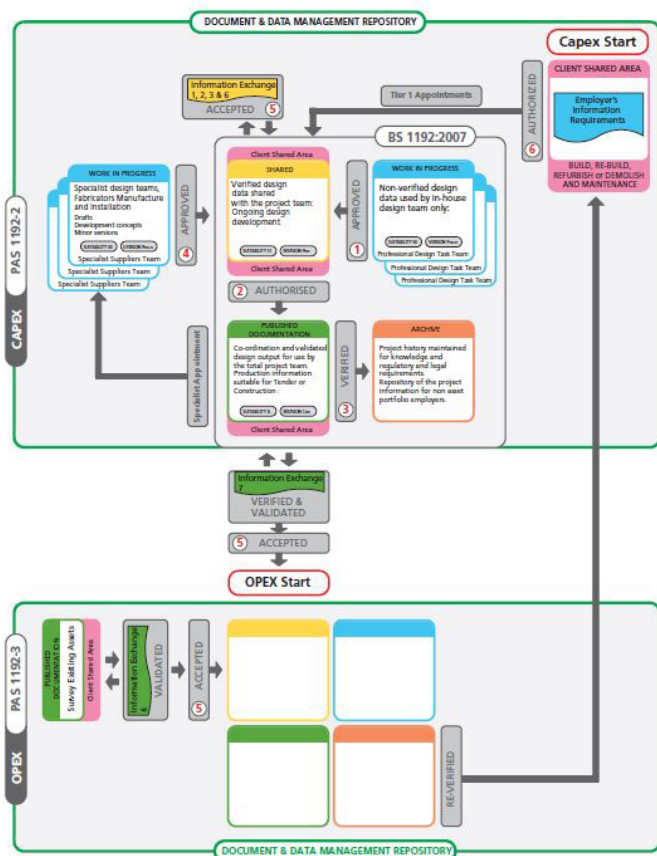 DOCUMENT & DATA MANAGEMENT REPOSITORY
Capex Start
CLIENT SHARED AREA
Employer's
Information
Requirements
BUILD, RE-BUILD,
REFURBISH or DEMOLISH
AND MAINTENANCE
AUTHORIZED
6
Tier 1 Appointments
Information Exchange
1, 2, 3 & 6
ACCEPTED
5
BS 1192:2007
PAS 1192-2
CAPEX
WORK IN PROGRESS
Specialist design teams,
Fabricators Manufacture
and Installation
Drafts
Development concepts
Minor versions
Specialist Suppliers Team
Specialist Suppliers Team
Specialist Suppliers Team
APPROVED
4
Client Shared Area
SHARED
Verified design
data shared
with the project team:
Ongoing design
development
Client Shared Area
APPROVED
1
WORK IN PROGRESS
Non-verified design
data used by in-house
design team only:
Professional Design Task Team
Professional Design Task Team
Professional Design Task Team
2
AUTHORISED
Specialist Appointment
PUBLISHED
DOCUMENTATION
Co-ordination and validated
design output for use by
the total project team.
Production information
suitable for Tender or
Construction :
Client Shared Area
VERIFIED
3
ARCHIVE
Project history maintained
for knowledge and
regulatory and legal
requirements.
Repository of the project
information for non asset
portfolio employers.
Information Exchange
7
VERIFIED &
VALIDATED
5
ACCEPTED
OPEX Start
PAS 1192-3
OPEX
PUBLISHED
DOCUMENTATION
Survey Existing Assets
Client Shared Area
Information Exchange
6
VALIDATED
ACCEPTED
5
RE-VERIFIED
DOCUMENT & DATA MANAGEMENT REPOSITORY